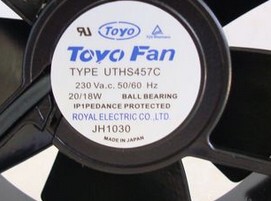 Toyo
Toyo Fan
TYPE UTHS457C
230 Va.c. 50/60 Hz
20/18W BALL BEARING
IP1PEDANCE PROTECTED
ROYAL ELECTRIC CO.,LTD.
JH1030
MADE IN JAPAN